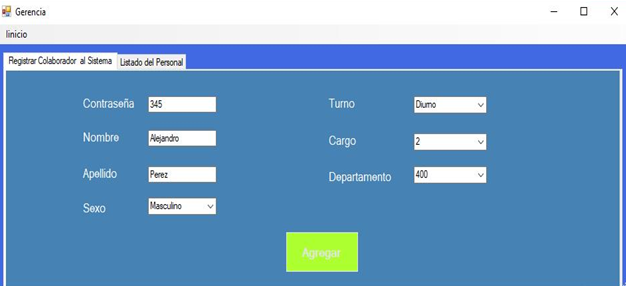 Gerencia
Iinicio
Registrar Colaborador al Sistema
Listado del Personal
Contraseña 345
Nombre Alejandro
Apellido Perez
Sexo Masculino
Turno Diurno
Cargo 2
Departamento 400
Agregar